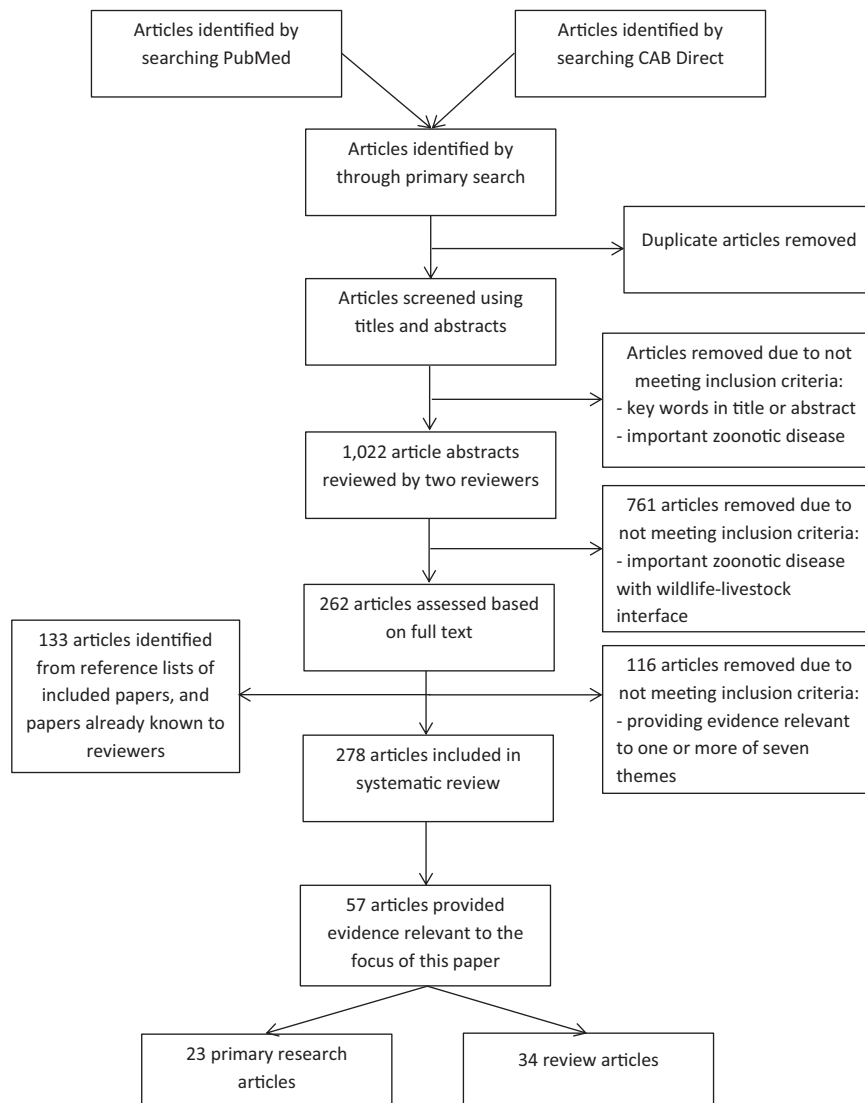 Articles identified by
searching PubMed
Articles identified by
searching CAB Direct
Articles identified by
through primary search
Duplicate articles removed
Articles screened using
titles and abstracts
Articles removed due to not
meeting inclusion criteria:
- key words in title or abstract
- important zoonotic disease
1,022 article abstracts
reviewed by two reviewers
761 articles removed due to
not meeting inclusion criteria:
- important zoonotic disease
with wildlife-livestock
interface
262 articles assessed based
on full text
133 articles identified
from reference lists of
included papers, and
papers already known to
reviewers
116 articles removed due to
not meeting inclusion criteria:
- providing evidence relevant
to one or more of seven
themes
278 articles included in
systematic review
57 articles provided
evidence relevant to the
focus of this paper
23 primary research
articles
34 review articles